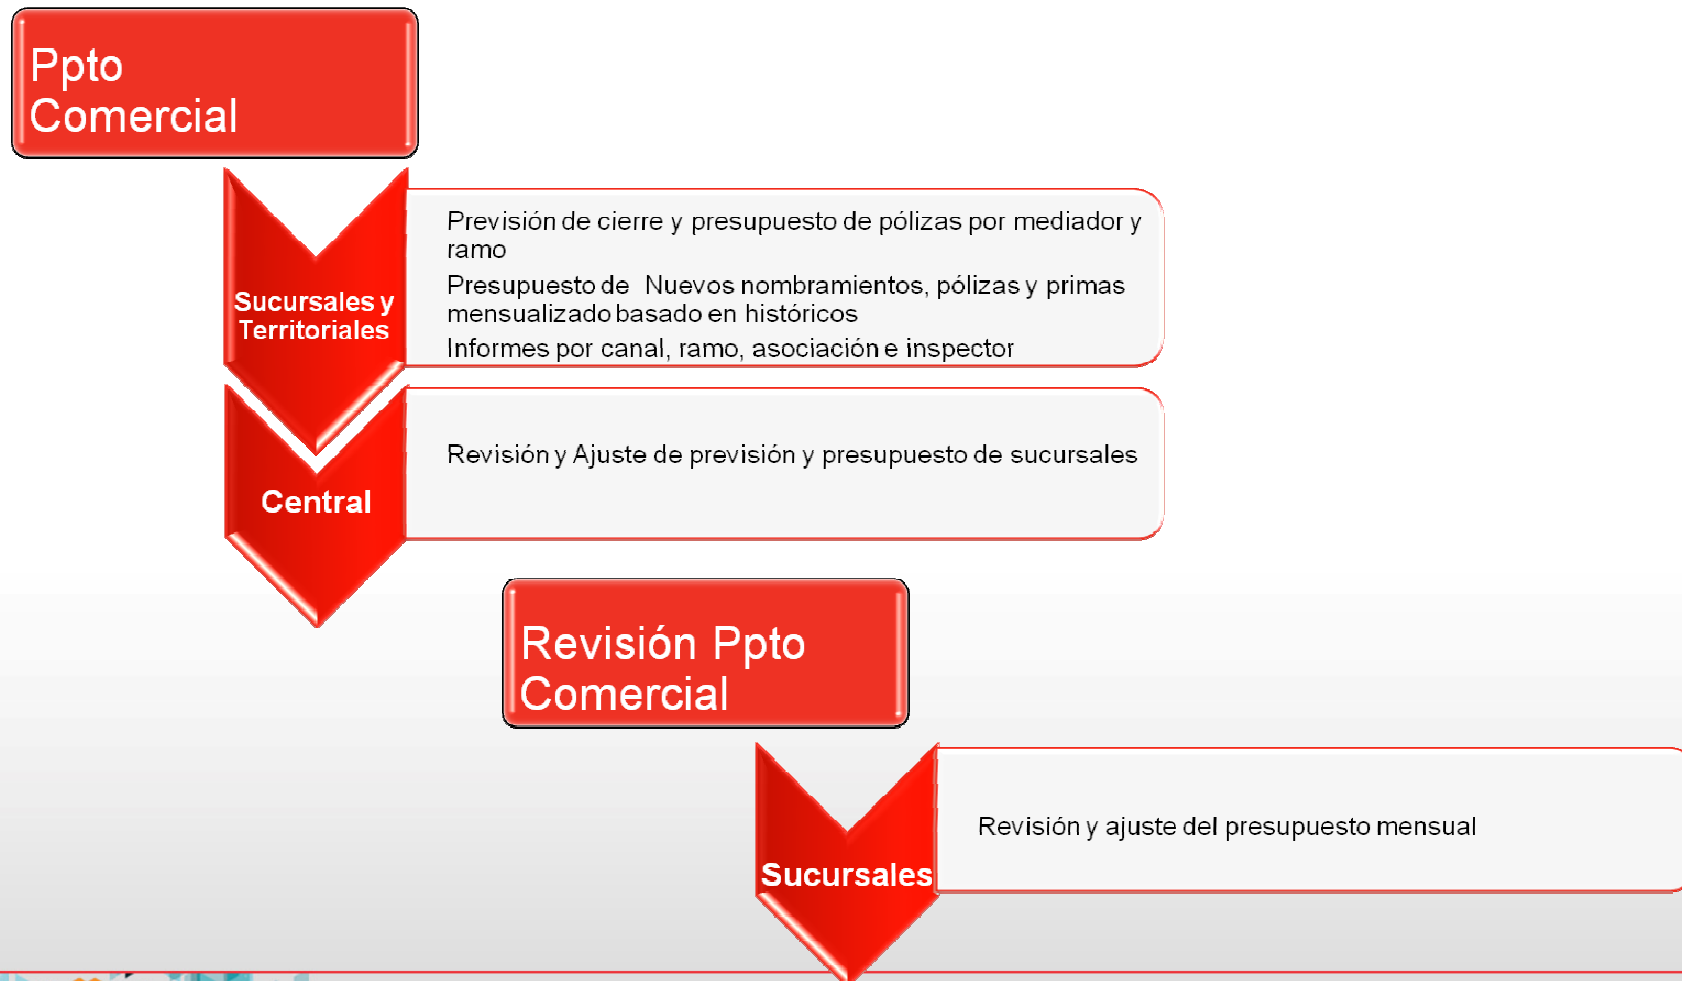 Ppto
Comercial
Previsión de cierre y presupuesto de pólizas por mediador y
ramo
Presupuesto de Nuevos nombramientos, pólizas y primas
mensualizado basado en históricos
Informes por canal, ramo, asociación e inspector
Sucursales y
Territoriales
Revisión y Ajuste de previsión y presupuesto de sucursales
Central
Revisión Ppto
Comercial
Revisión y ajuste del presupuesto mensual
Sucursales